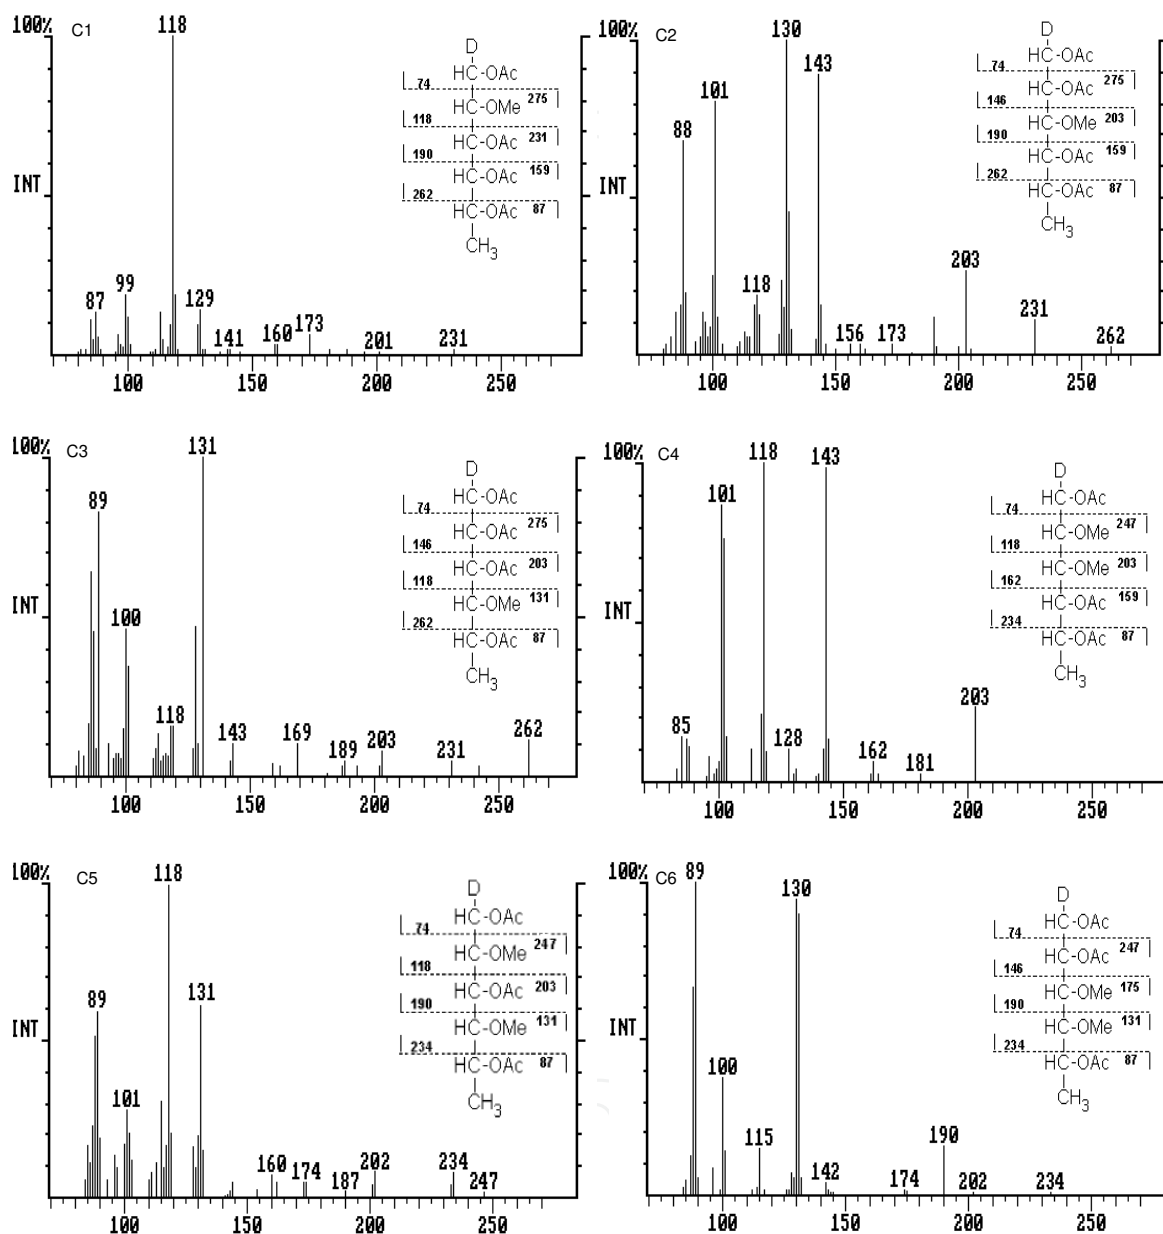 100%
C1
118
D
HC-OAc
74
HC-OMe 275
118
HC-OAc 231
190
HC-OAc 159
262
HC-OAc 87
CH3
INT
87
99
129
141
160
173
201
231
100 150 200 250
100%
C2
130
143
101
88
D
HC-OAc
74
HC-OAc 275
146
HC-OMe 203
190
HC-OAc 159
262
HC-OAc 87
CH3
INT
118
156
173
203
231
262
100 150 200 250
100%
C3
131
89
D
HC-OAc
74
HC-OAc 275
146
HC-OAc 203
118
HC-OMe 131
262
HC-OAc 87
CH3
INT
100
118
143
169
189
203
231
262
100 150 200 250
100%
C4
118
143
101
D
HC-OAc
74
HC-OMe 247
118
HC-OMe 203
162
HC-OAc 159
234
HC-OAc 87
CH3
INT
85
128
162
181
203
100 150 200 250
100%
C5
118
131
89
D
HC-OAc
74
HC-OMe 247
118
HC-OAc 203
190
HC-OMe 131
234
HC-OAc 87
CH3
INT
101
160
174
187
202
234
247
100 150 200 250
100%
C6
89
130
D
HC-OAc
74
HC-OAc 247
146
HC-OMe 175
190
HC-OMe 131
234
HC-OAc 87
CH3
INT
100
115
142
174
190
202
234
100 150 200 250